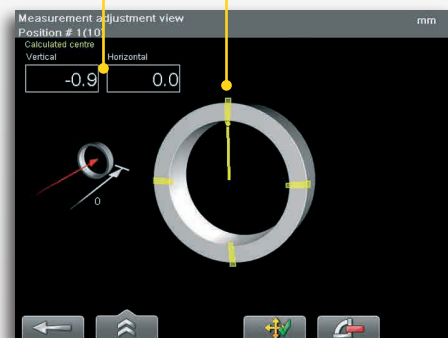 Measurement adjustment view mm
Position # 1(10)
Calculated centre
Vertical Horizontal
-0.9 0.0
0